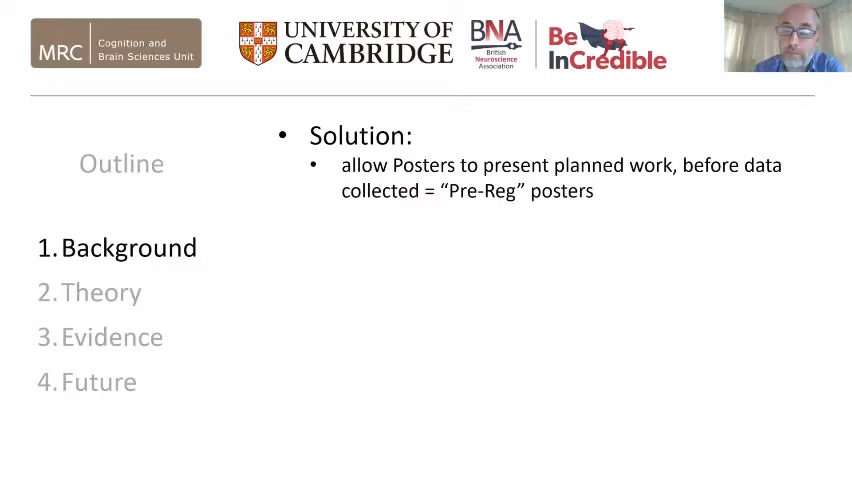 MRC
Cognition and
Brain Sciences Unit
UNIVERSITY OF
CAMBRIDGE
BNA
British
Neuroscience
Association
Be
InCredible
Outline
1. Background
2. Theory
3. Evidence
4. Future
• Solution:
• allow Posters to present planned work, before data
collected = “Pre-Reg” posters